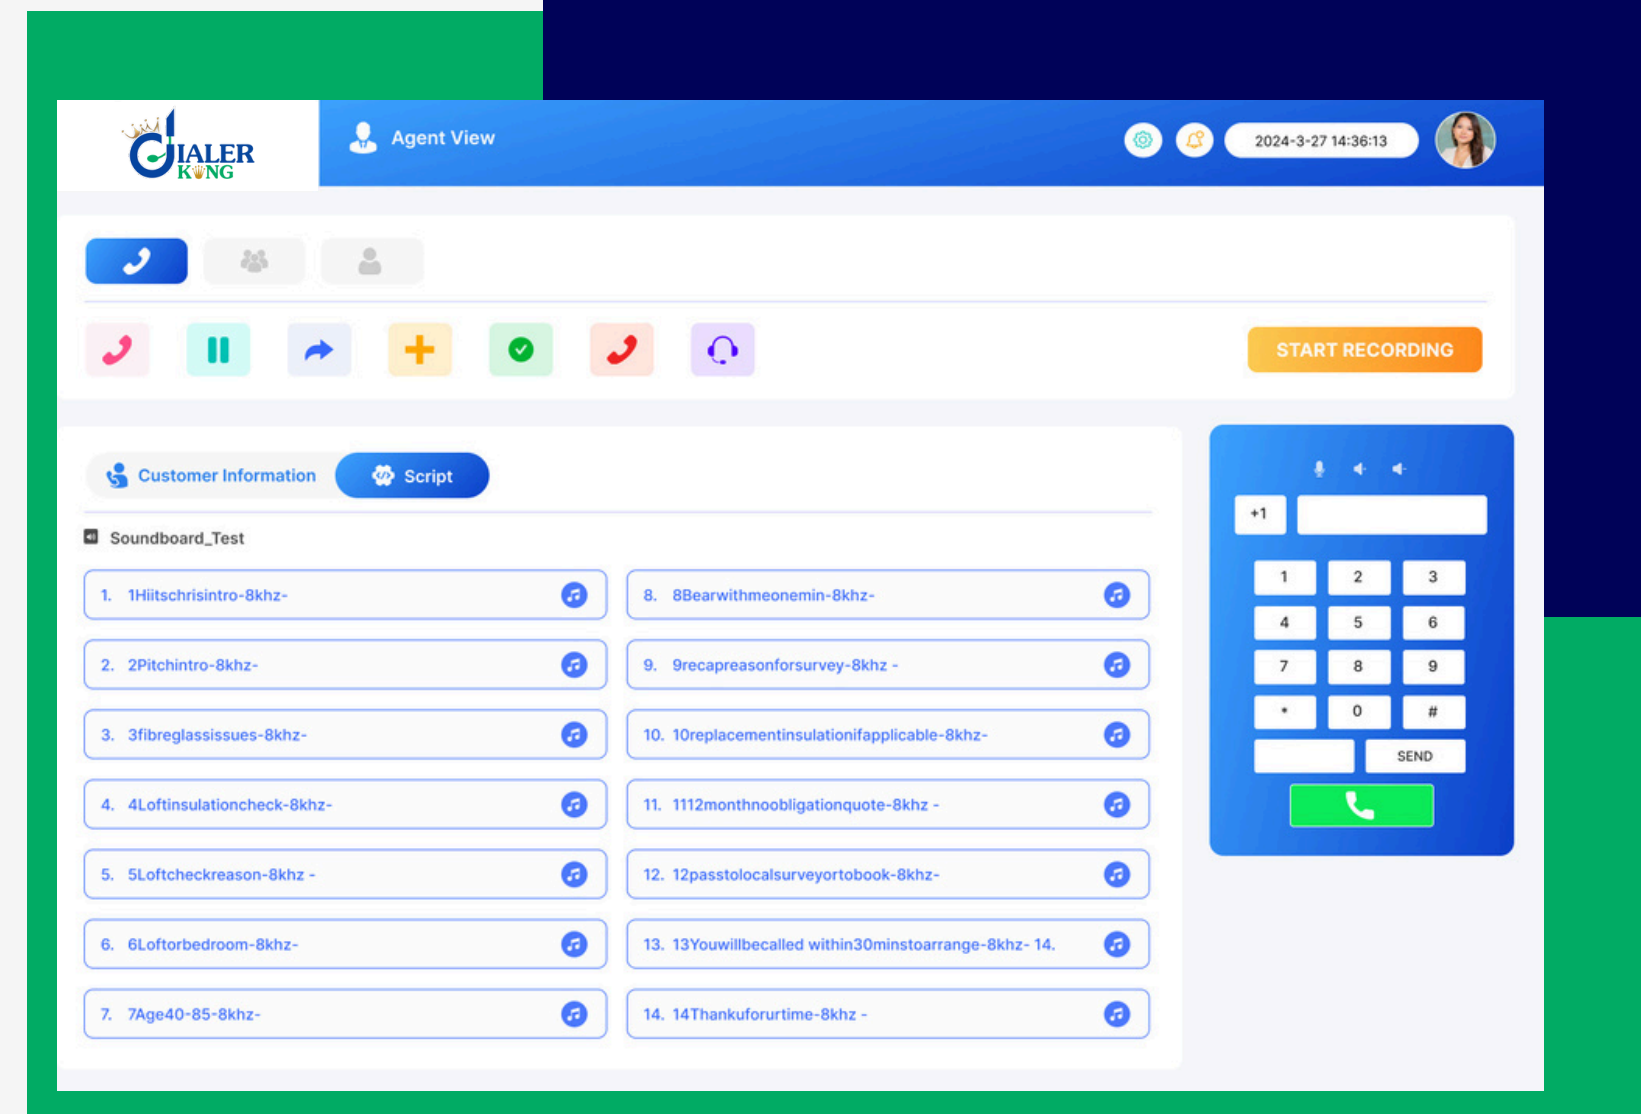 DIALER
KING
Agent View
2024-3-27 14:36:13
START RECORDING
Customer Information
Script
Soundboard_Test
1. 1Hiitschrisintro-8khz-
2. 2Pitchintro-8khz-
3. 3fibreglassissues-8khz-
4. 4Loftinsulationcheck-8khz-
5. 5Loftcheckreason-8khz -
6. 6Loftorbedroom-8khz-
7. 7Age40-85-8khz-
8. 8Bearwithmeonemin-8khz-
9. 9recapreasonforsurvey-8khz -
10. 10replacementinsulationifapplicable-8khz-
11. 1112monthnoobligationquote-8khz -
12. 12passtolocalsurveyortobook-8khz-
13. 13Youwillbecalled within30minstoarrange-8khz- 14.
14. 14Thankuforurtime-8khz -
+1
1 2 3
4 5 6
7 8 9
* 0 #
SEND